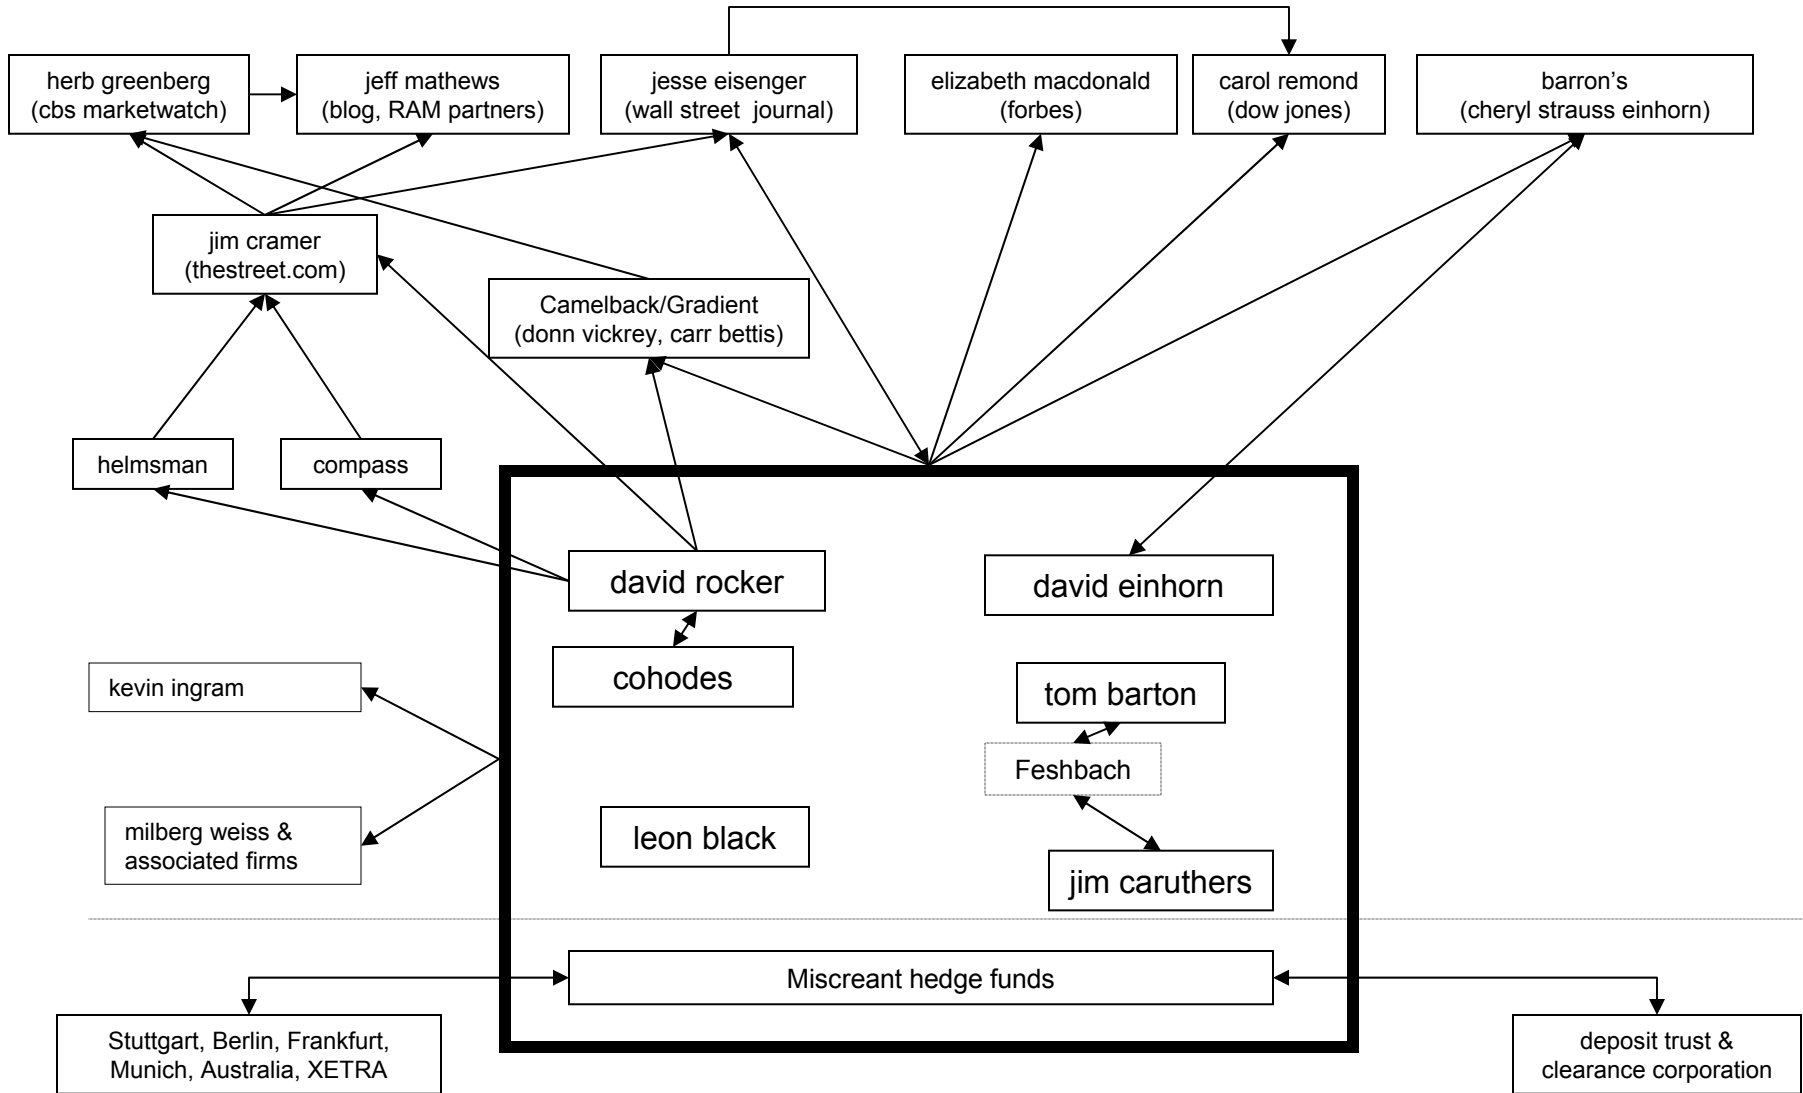 herb greenberg
(cbs marketwatch)
jeff mathews
(blog, RAM partners)
jesse eisenger
(wall street journal)
elizabeth macdonald
(forbes)
carol remond
(dow jones)
barron's
(cheryl strauss einhorn)
jim cramer
(thestreet.com)
Camelback/Gradient
(donn vickrey, carr bettis)
helmsman
compass
david rocker
david einhorn
cohodes
kevin ingram
tom barton
Feshbach
milberg weiss &
associated firms
leon black
jim caruthers
Miscreant hedge funds
Stuttgart, Berlin, Frankfurt,
Munich, Australia, XETRA
deposit trust &
clearance corporation